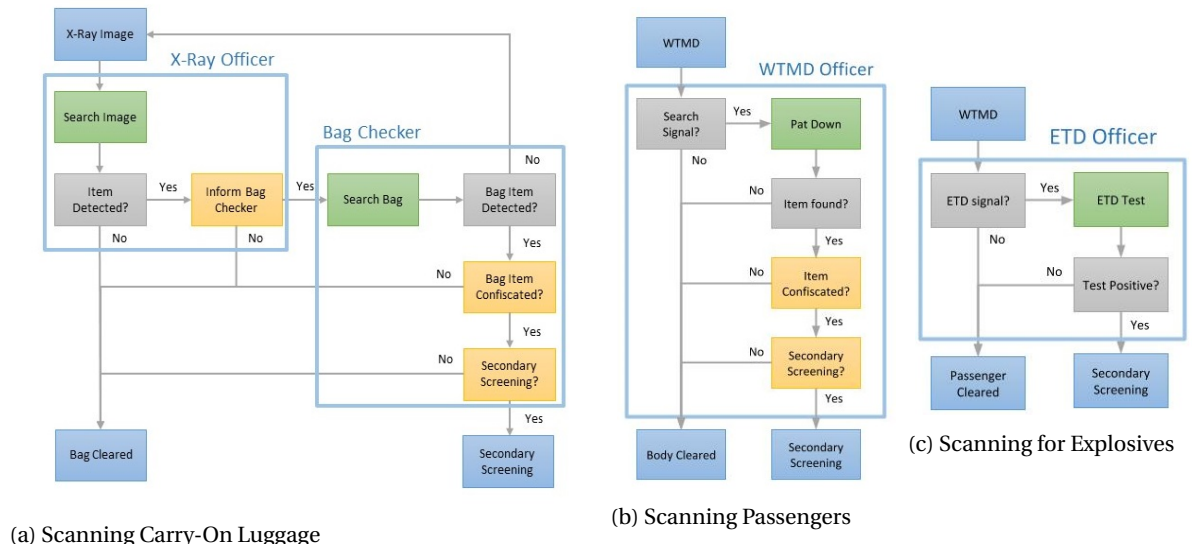 X-Ray Image
X-Ray Officer
Search Image
Item
Detected?
Yes
Inform Bag
Checker
Yes
No
No
Bag Checker
No
Search Bag
Bag Item
Detected?
Yes
No
Bag Item
Confiscated?
Yes
No
Secondary
Screening?
Yes
Bag Cleared
Secondary
Screening
(a) Scanning Carry-On Luggage
WTMD
WTMD Officer
Search
Signal?
Yes
Pat Down
No
No
Item found?
Yes
No
Item
Confiscated?
Yes
No
Secondary
Screening?
Yes
Body Cleared
Secondary
Screening
(b) Scanning Passengers
WTMD
ETD Officer
ETD signal?
Yes
ETD Test
No
No
Test Positive?
Yes
Passenger
Cleared
Secondary
Screening
(c) Scanning for Explosives